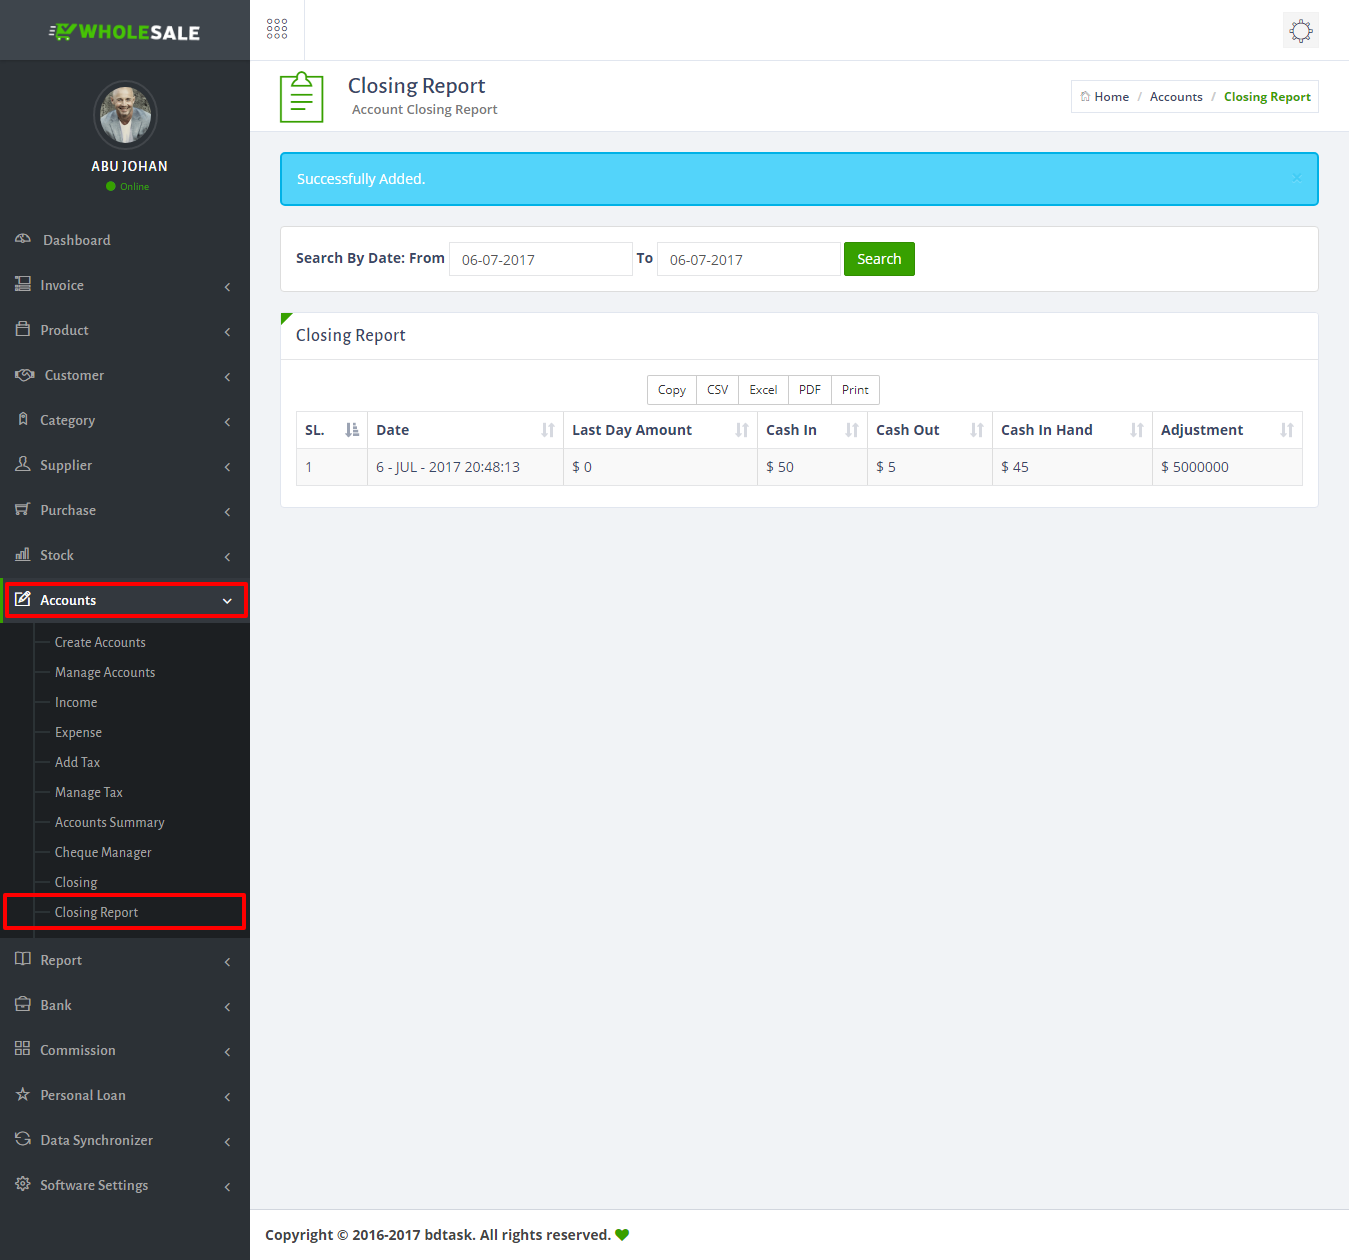 WHOLESALE
ABU JOHAN
Online
Dashboard
Invoice
Product
Customer
Category
Supplier
Purchase
Stock
Accounts
Create Accounts
Manage Accounts
Income
Expense
Add Tax
Manage Tax
Accounts Summary
Cheque Manager
Closing
Closing Report
Report
Bank
Commission
Personal Loan
Data Synchronizer
Software Settings
Closing Report
Account Closing Report
Home / Accounts / Closing Report
Successfully Added. ×
Search By Date: From 06-07-2017 To 06-07-2017 Search
Closing Report
Copy CSV Excel PDF Print
SL. Date Last Day Amount Cash In Cash Out Cash In Hand Adjustment
1 6 - JUL - 2017 20:48:13 $ 0 $ 50 $ 5 $ 45 $ 5000000
Copyright © 2016-2017 bdtask. All rights reserved.